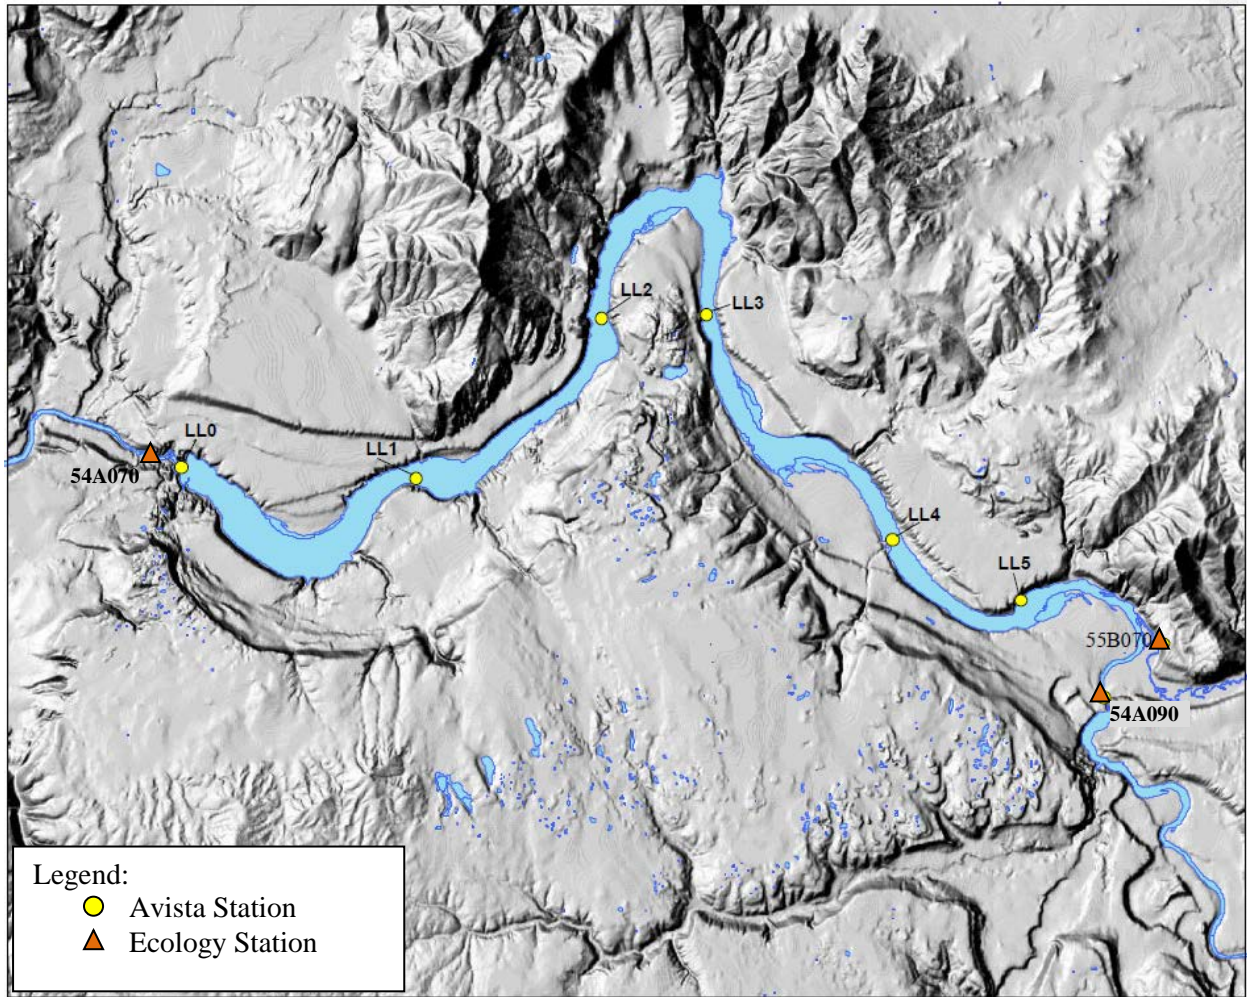 LL2
LL3
LL0
LL1
54A070
LL4
LL5
55B070
54A090
Legend:
Avista Station
Ecology Station